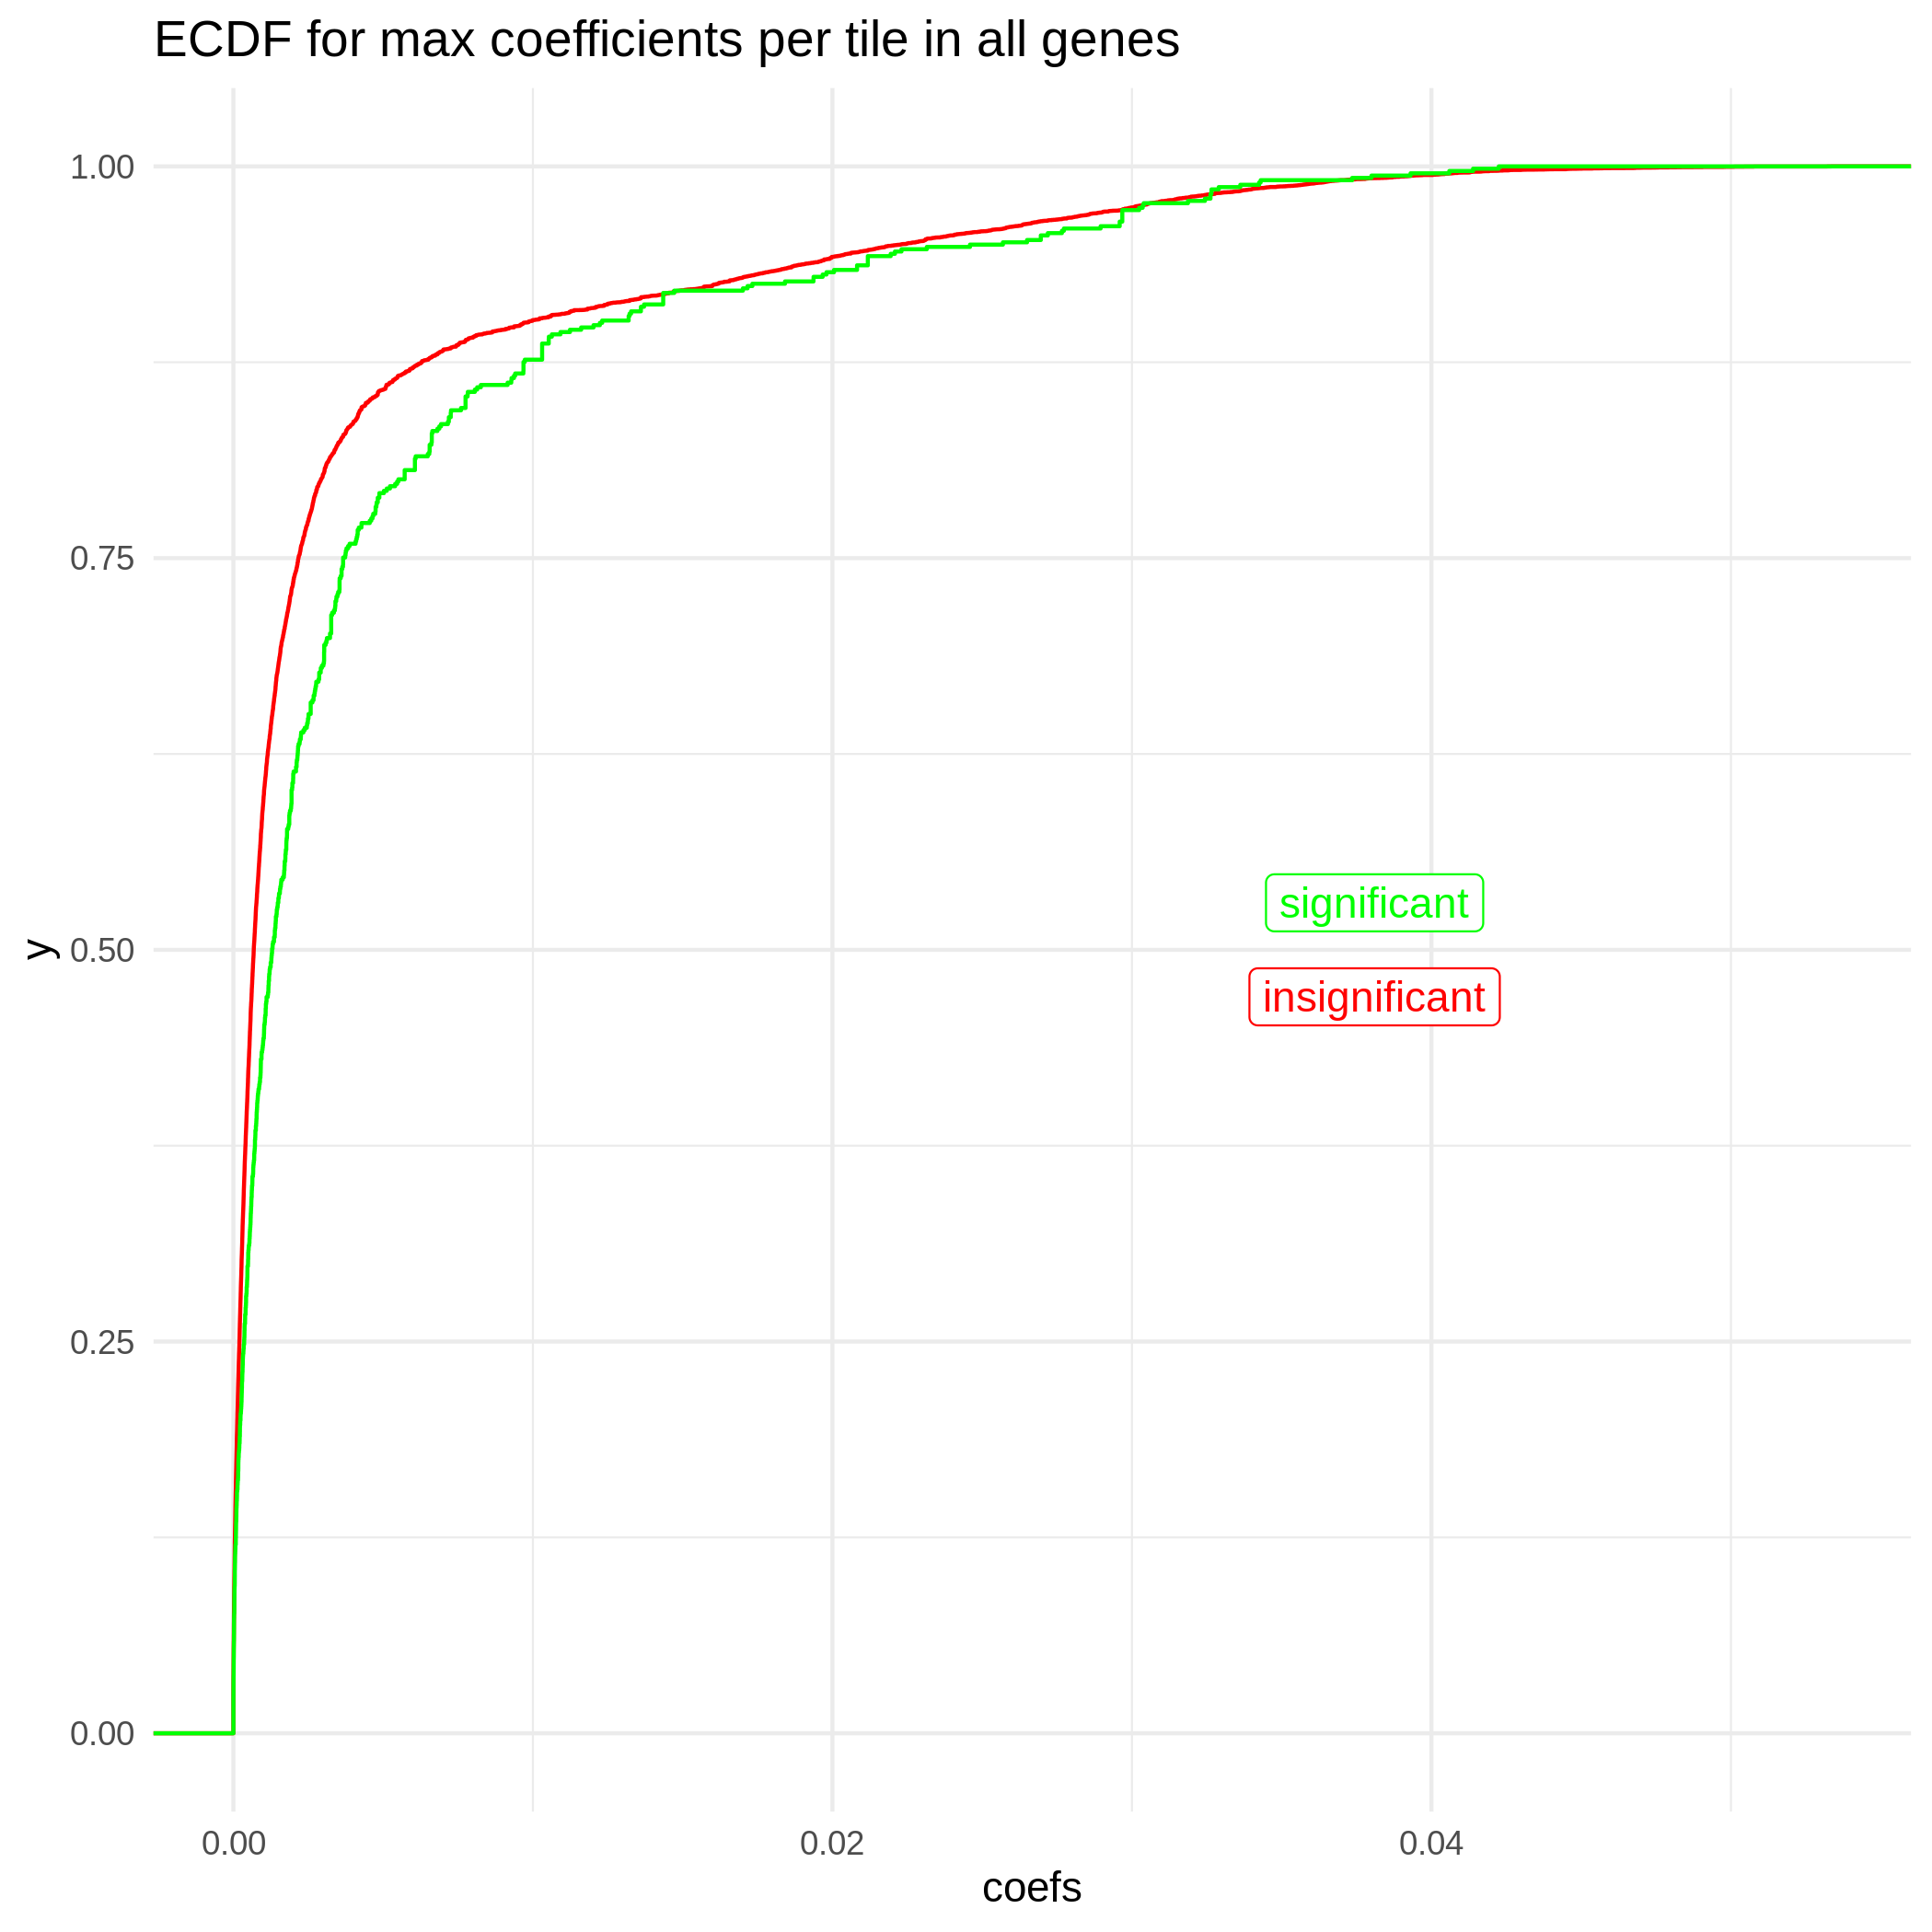 ECDF for max coefficients per tile in all genes
1.00
0.75
0.50
0.25
0.00
y
significant
insignificant
0.00 0.02 0.04
coefs